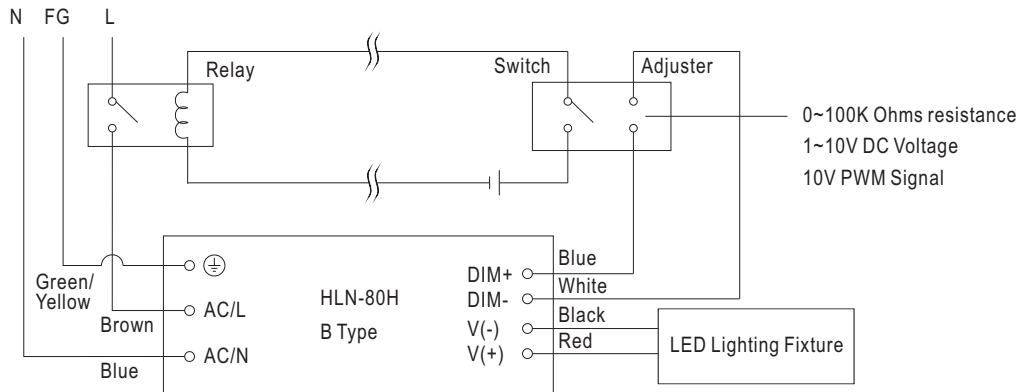 N FG L
Relay
Switch
Adjuster
0~100K Ohms resistance
1~10V DC Voltage
10V PWM Signal
Green/
Yellow
Brown
Blue
AC/L
AC/N
HLN-80H
B Type
DIM+
DIM-
V(-)
V(+)
Blue
White
Black
Red
LED Lighting Fixture